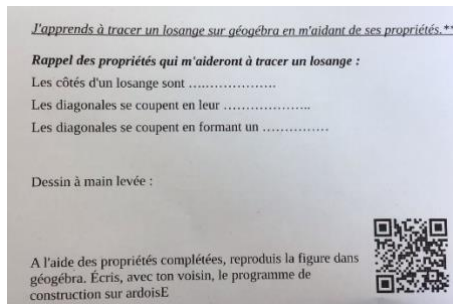 J'apprends à tracer un losange sur géogébra en m'aidant de ses propriétés.**
Rappel des propriétés qui m'aideront à tracer un losange :
Les côtés d'un losange sont ...................
Les diagonales se coupent en leur ...................
Les diagonales se coupent en formant un ...............
Dessin à main levée :
A l'aide des propriétés complétées, reproduis la figure dans
géogébra. Écris, avec ton voisin, le programme de
construction sur ardoisE